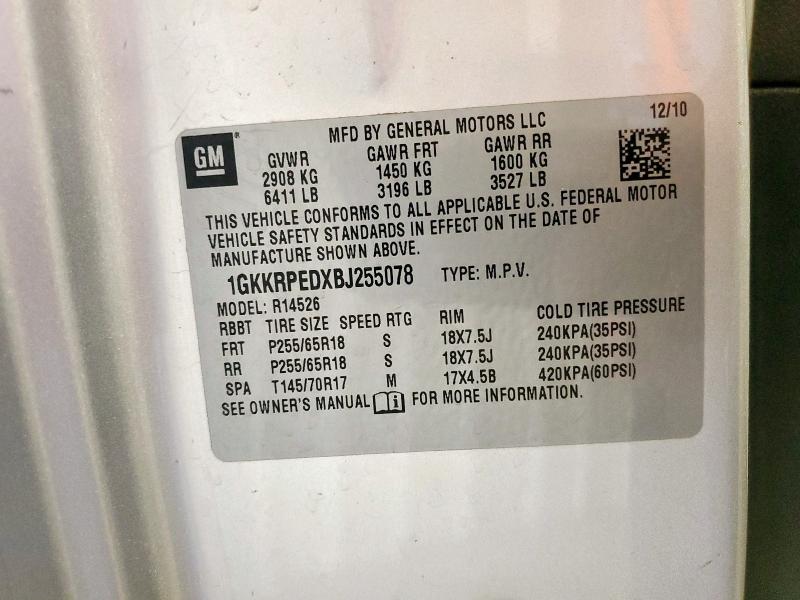 12/10
GM
MFD BY GENERAL MOTORS LLC
GVWR GAWR FRT GAWR RR
2908 KG 1450 KG 1600 KG
6411 LB 3196 LB 3527 LB
THIS VEHICLE CONFORMS TO ALL APPLICABLE U.S. FEDERAL MOTOR
VEHICLE SAFETY STANDARDS IN EFFECT ON THE DATE OF
MANUFACTURE SHOWN ABOVE.
1GKKRPEDXBJ255078 TYPE: M.P.V.
MODEL: R14526
RBBT TIRE SIZE SPEED RTG RIM COLD TIRE PRESSURE
FRT P255/65R18 S 18X7.5J 240KPA(35PSI)
RR P255/65R18 S 18X7.5J 240KPA(35PSI)
SPA T145/70R17 M 17X4.5B 420KPA(60PSI)
SEE OWNER'S MANUAL FOR MORE INFORMATION.